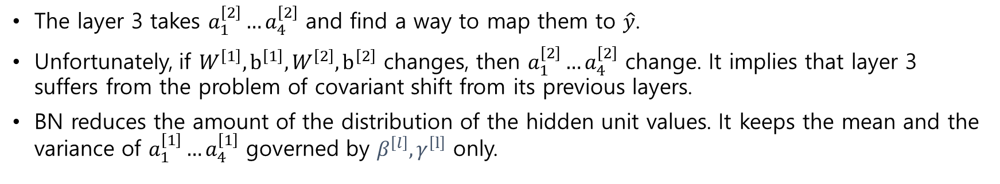 • The layer 3 takes $a_1^{[2]} \ldots a_4^{[2]}$ and find a way to map them to $\hat{y}$.
• Unfortunately, if $W^{[1]}, \mathrm{b}^{[1]}, W^{[2]}, \mathrm{b}^{[2]}$ changes, then $a_1^{[2]} \ldots a_4^{[2]}$ change. It implies that layer 3
suffers from the problem of covariant shift from its previous layers.
• BN reduces the amount of the distribution of the hidden unit values. It keeps the mean and the
variance of $a_1^{[1]} \ldots a_4^{[1]}$ governed by $\beta^{[l]}, \gamma^{[\mathrm{l}]}$ only.